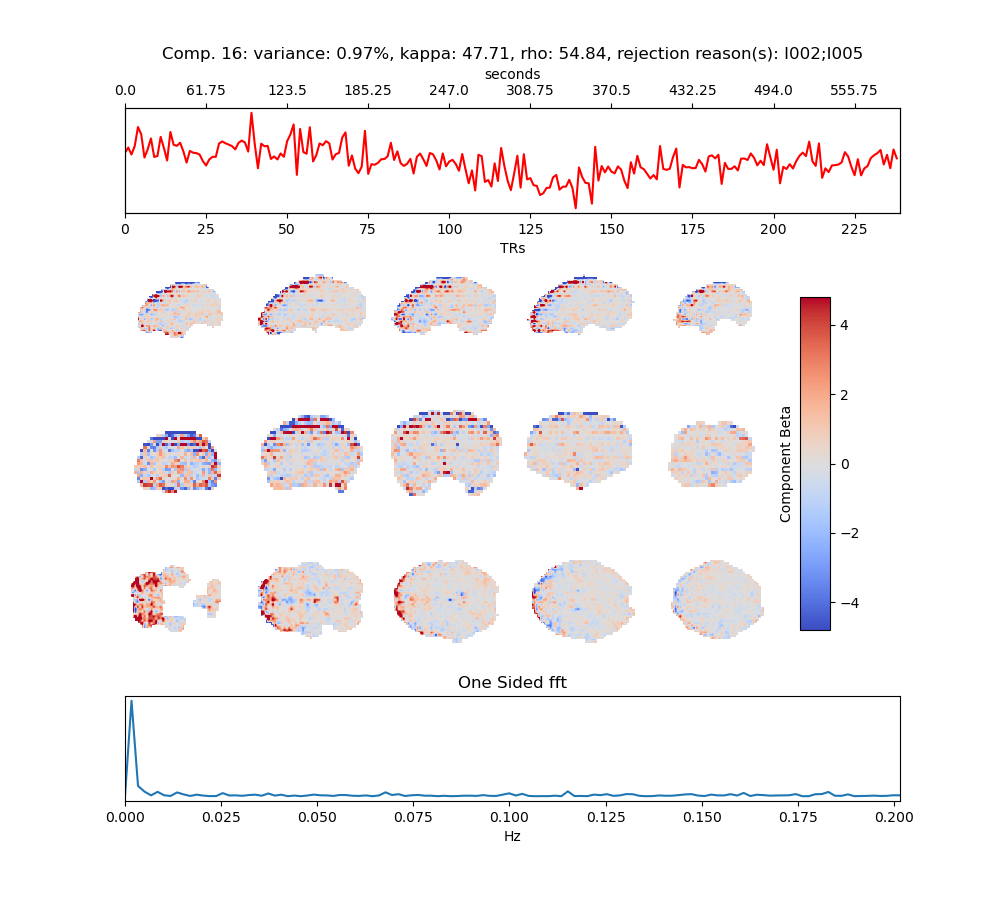 Comp. 16: variance: 0.97%, kappa: 47.71, rho: 54.84, rejection reason(s): I002;I005
seconds
0.0 61.75 123.5 185.25 247.0 308.75 370.5 432.25 494.0 555.75
0 25 50 75 100 125 150 175 200 225
TRs
4
2
0
−2
−4
Component Beta
One Sided fft
0.000 0.025 0.050 0.075 0.100 0.125 0.150 0.175 0.200
Hz